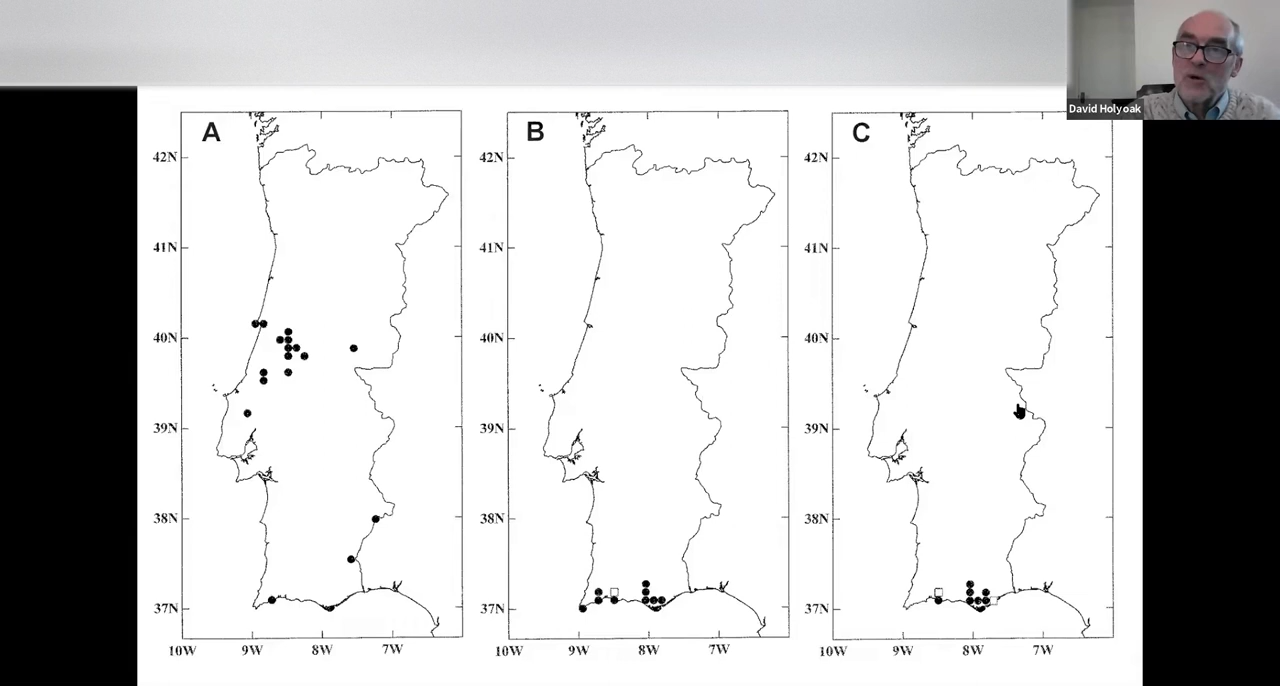 David Holyoak
A
B
C
42N
42N
42N
41N
41N
41N
40N
40N
40N
39N
39N
39N
38N
38N
38N
37N
37N
37N
10W 9W 8W 7W
10W 9W 8W 7W
10W 9W 8W 7W